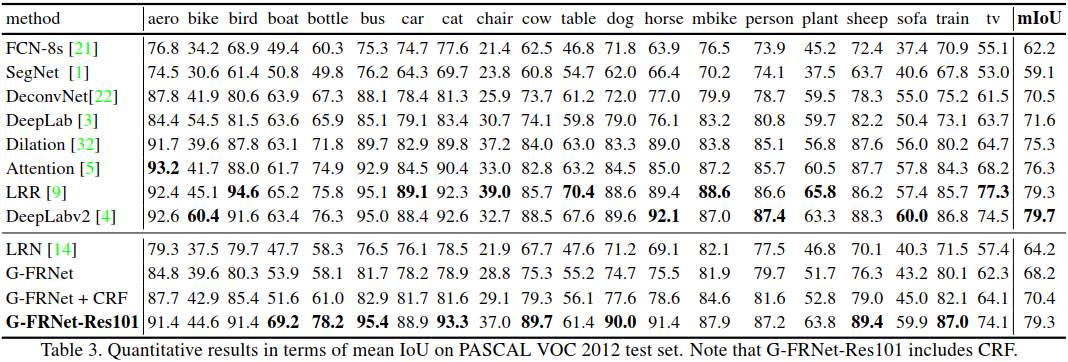 method aero bike bird boat bottle bus car cat chair cow table dog horse mbike person plant sheep sofa train tv mIoU
FCN-8s [21] 76.8 34.2 68.9 49.4 60.3 75.3 74.7 77.6 21.4 62.5 46.8 71.8 63.9 76.5 73.9 45.2 72.4 37.4 70.9 55.1 62.2
SegNet [1] 74.5 30.6 61.4 50.8 49.8 76.2 64.3 69.7 23.8 60.8 54.7 62.0 66.4 70.2 74.1 37.5 63.7 40.6 67.8 53.0 59.1
DeconvNet[22] 87.8 41.9 80.6 63.9 67.3 88.1 78.4 81.3 25.9 73.7 61.2 72.0 77.0 79.9 78.7 59.5 78.3 55.0 75.2 61.5 70.5
DeepLab [3] 84.4 54.5 81.5 63.6 65.9 85.1 79.1 83.4 30.7 74.1 59.8 79.0 76.1 83.2 80.8 59.7 82.2 50.4 73.1 63.7 71.6
Dilation [32] 91.7 39.6 87.8 63.1 71.8 89.7 82.9 89.8 37.2 84.0 63.0 83.3 89.0 83.8 85.1 56.8 87.6 56.0 80.2 64.7 75.3
Attention [5] 93.2 41.7 88.0 61.7 74.9 92.9 84.5 90.4 33.0 82.8 63.2 84.5 85.0 87.2 85.7 60.5 87.7 57.8 84.3 68.2 76.3
LRR [9] 92.4 45.1 94.6 65.2 75.8 95.1 89.1 92.3 39.0 85.7 70.4 88.6 89.4 88.6 86.6 65.8 86.2 57.4 85.7 77.3 79.3
DeepLabv2 [4] 92.6 60.4 91.6 63.4 76.3 95.0 88.4 92.6 32.7 88.5 67.6 89.6 92.1 87.0 87.4 63.3 88.3 60.0 86.8 74.5 79.7
LRN [14] 79.3 37.5 79.7 47.7 58.3 76.5 76.1 78.5 21.9 67.7 47.6 71.2 69.1 82.1 77.5 46.8 70.1 40.3 71.5 57.4 64.2
G-FRNet 84.8 39.6 80.3 53.9 58.1 81.7 78.2 78.9 28.8 75.3 55.2 74.7 75.5 81.9 79.7 51.7 76.3 43.2 80.1 62.3 68.2
G-FRNet + CRF 87.7 42.9 85.4 51.6 61.0 82.9 81.7 81.6 29.1 79.3 56.1 77.6 78.6 84.6 81.6 52.8 79.0 45.0 82.1 64.1 70.4
G-FRNet-Res101 91.4 44.6 91.4 69.2 78.2 95.4 88.9 93.3 37.0 89.7 61.4 90.0 91.4 87.9 87.2 63.8 89.4 59.9 87.0 74.1 79.3
Table 3. Quantitative results in terms of mean IoU on PASCAL VOC 2012 test set. Note that G-FRNet-Res101 includes CRF.